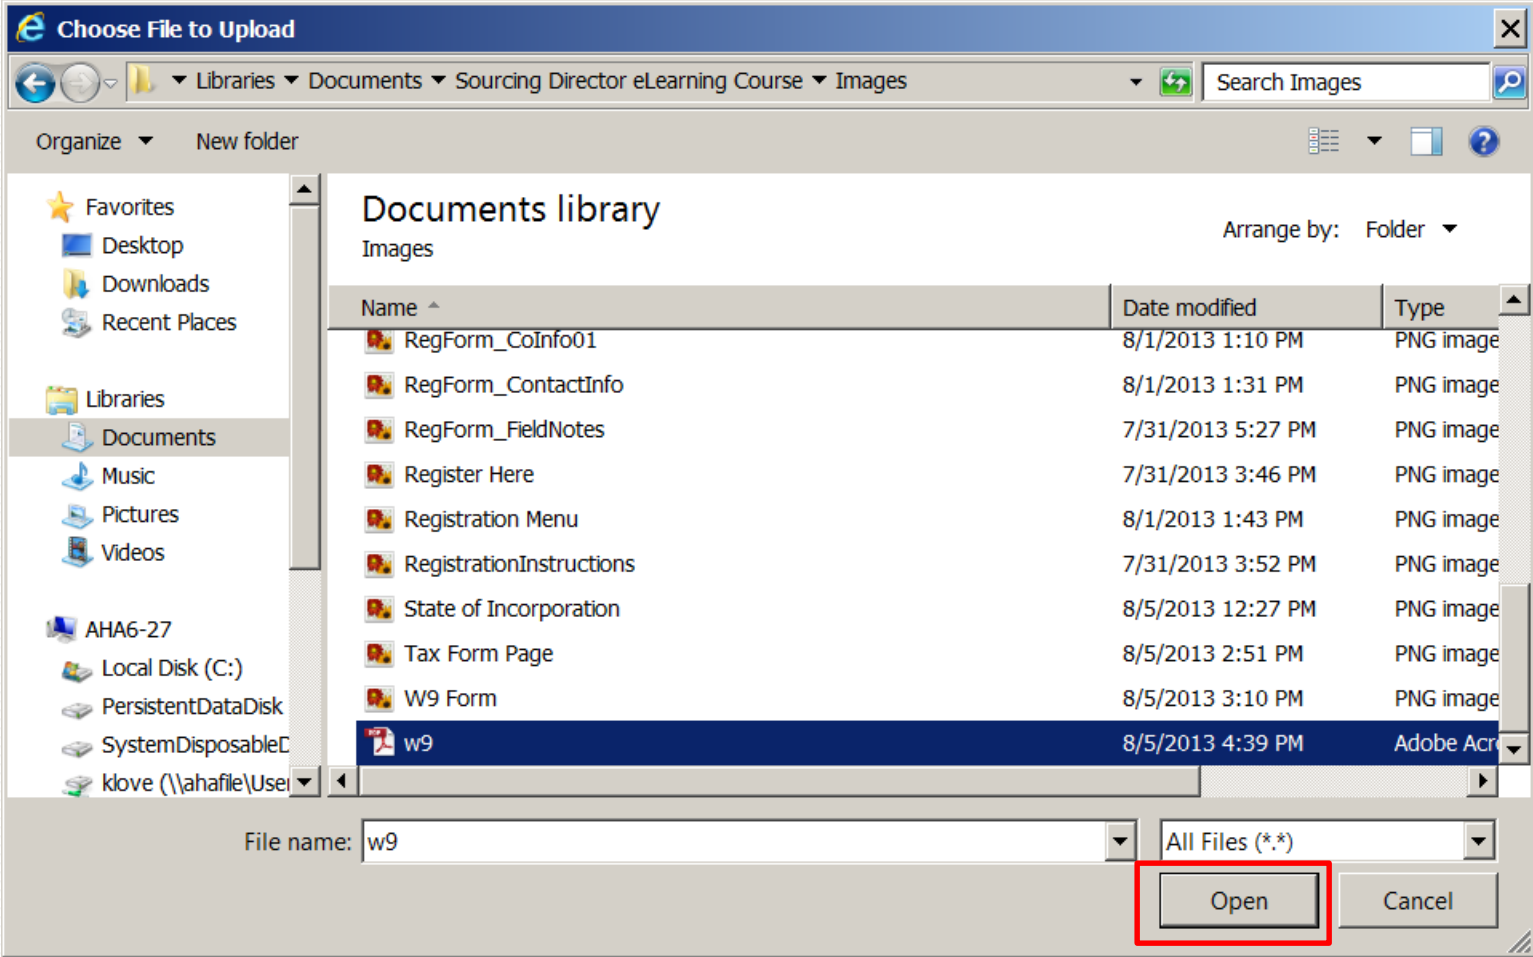 Choose File to Upload
Libraries Documents Sourcing Director eLearning Course Images
Search Images
Organize New folder
Favorites
Desktop
Downloads
Recent Places
Libraries
Documents
Music
Pictures
Videos
AHA6-27
Local Disk (C:)
PersistentDataDisk
SystemDisposableD
klove (\\ahafile\User
Documents library
Images
Arrange by: Folder
Name Date modified Type
RegForm_CoInfo01 8/1/2013 1:10 PM PNG image
RegForm_ContactInfo 8/1/2013 1:31 PM PNG image
RegForm_FieldNotes 7/31/2013 5:27 PM PNG image
Register Here 7/31/2013 3:46 PM PNG image
Registration Menu 8/1/2013 1:43 PM PNG image
RegistrationInstructions 7/31/2013 3:52 PM PNG image
State of Incorporation 8/5/2013 12:27 PM PNG image
Tax Form Page 8/5/2013 2:51 PM PNG image
W9 Form 8/5/2013 3:10 PM PNG image
w9 8/5/2013 4:39 PM Adobe Acro
File name: w9 All Files (*.*)
Open Cancel